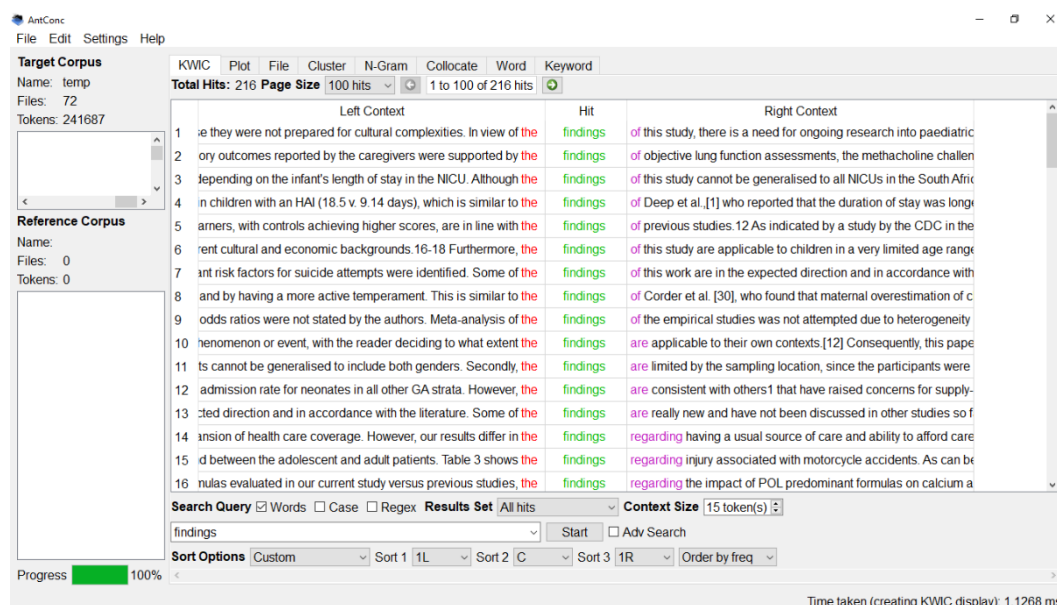 AntConc
File Edit Settings Help
Target Corpus
Name: temp
Files: 72
Tokens: 241687
Reference Corpus
Name:
Files: 0
Tokens: 0
Progress 100%
KWIC Plot File Cluster N-Gram Collocate Word Keyword
Total Hits: 216 Page Size 100 hits 1 to 100 of 216 hits
Left Context Hit Right Context
1 se they were not prepared for cultural complexities. In view of the findings of this study, there is a need for ongoing research into paediatric
2 ory outcomes reported by the caregivers were supported by the findings of objective lung function assessments, the methacholine challen
3 depending on the infant's length of stay in the NICU. Although the findings of this study cannot be generalised to all NICUs in the South Afric
4 in children with an HAI (18.5 v. 9.14 days), which is similar to the findings of Deep et al.,[1] who reported that the duration of stay was longe
5 arners, with controls achieving higher scores, are in line with the findings of previous studies.12 As indicated by a study by the CDC in the
6 rent cultural and economic backgrounds.16-18 Furthermore, the findings of this study are applicable to children in a very limited age range
7 ant risk factors for suicide attempts were identified. Some of the findings of this work are in the expected direction and in accordance with
8 and by having a more active temperament. This is similar to the findings of Corder et al. [30], who found that maternal overestimation of c
9 odds ratios were not stated by the authors. Meta-analysis of the findings of the empirical studies was not attempted due to heterogeneity
10 henomenon or event, with the reader deciding to what extent the findings are applicable to their own contexts.[12] Consequently, this pape
11 ts cannot be generalised to include both genders. Secondly, the findings are limited by the sampling location, since the participants were
12 admission rate for neonates in all other GA strata. However, the findings are consistent with others1 that have raised concerns for supply-
13 cted direction and in accordance with the literature. Some of the findings are really new and have not been discussed in other studies so f
14 ansion of health care coverage. However, our results differ in the findings regarding having a usual source of care and ability to afford care
15 d between the adolescent and adult patients. Table 3 shows the findings regarding injury associated with motorcycle accidents. As can be
16 mulas evaluated in our current study versus previous studies, the findings regarding the impact of POL predominant formulas on calcium a
Search Query Words Case Regex Results Set All hits Context Size 15 token(s)
findings Start Adv Search
Sort Options Custom Sort 1 1L Sort 2 C Sort 3 1R Order by freq
Time taken (creating KWIC display): 1.1268 ms